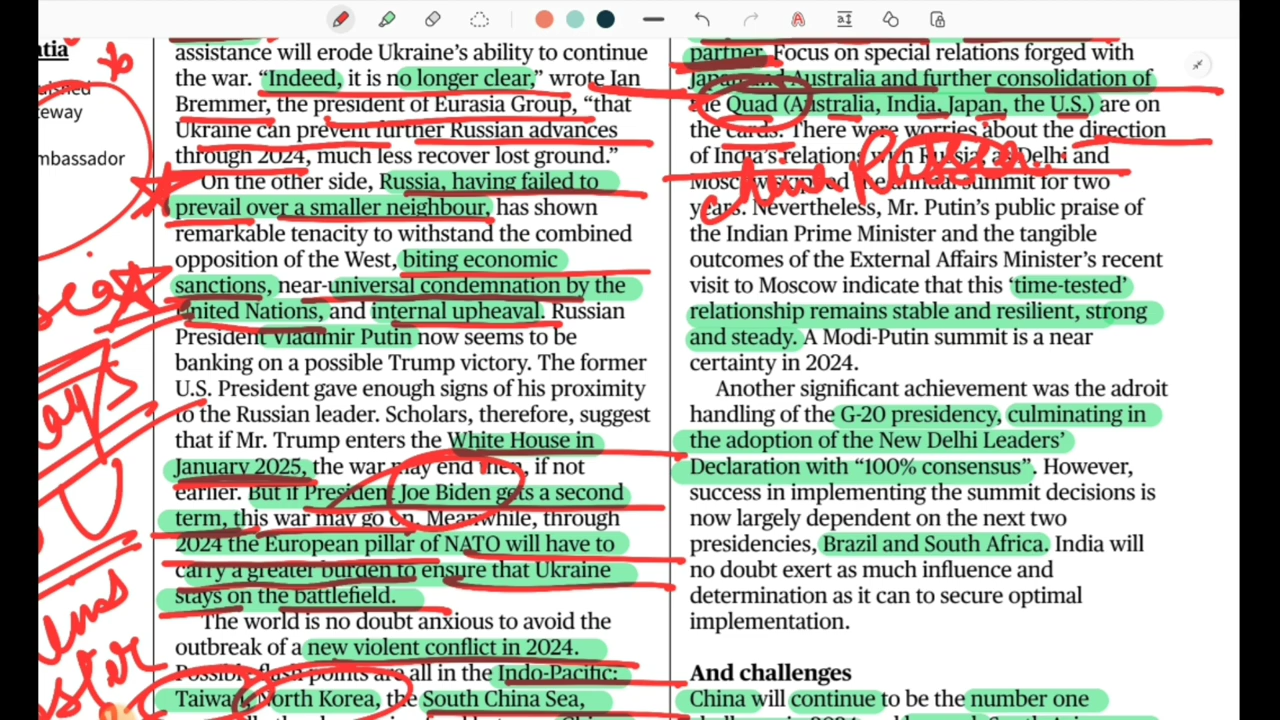 ntia
ished
teway
mbassador
assistance will erode Ukraine's ability to continue
the war. “Indeed, it is no longer clear,” wrote Ian
Bremmer, the president of Eurasia Group, “that
Ukraine can prevent further Russian advances
through 2024, much less recover lost ground.”
On the other side, Russia, having failed to
prevail over a smaller neighbour, has shown
remarkable tenacity to withstand the combined
opposition of the West, biting economic
sanctions, near-universal condemnation by the
United Nations, and internal upheaval. Russian
President Vladimir Putin now seems to be
banking on a possible Trump victory. The former
U.S. President gave enough signs of his proximity
to the Russian leader. Scholars, therefore, suggest
that if Mr. Trump enters the White House in
January 2025, the war may end then, if not
earlier. But if President Joe Biden gets a second
term, this war may go on. Meanwhile, through
2024 the European pillar of NATO will have to
carry a greater burden to ensure that Ukraine
stays on the battlefield.
The world is no doubt anxious to avoid the
outbreak of a new violent conflict in 2024.
Possible flash points are all in the Indo-Pacific:
Taiwan, North Korea, the South China Sea,
partner. Focus on special relations forged with
Japan and Australia and further consolidation of
the Quad (Australia, India, Japan, the U.S.) are on
the cards. There were worries about the direction
of India's relations with Russia, as Delhi and
Moscow skipped the annual summit for two
years. Nevertheless, Mr. Putin's public praise of
the Indian Prime Minister and the tangible
outcomes of the External Affairs Minister's recent
visit to Moscow indicate that this ‘time-tested’
relationship remains stable and resilient, strong
and steady. A Modi-Putin summit is a near
certainty in 2024.
Another significant achievement was the adroit
handling of the G-20 presidency, culminating in
the adoption of the New Delhi Leaders'
Declaration with “100% consensus”. However,
success in implementing the summit decisions is
now largely dependent on the next two
presidencies, Brazil and South Africa. India will
no doubt exert as much influence and
determination as it can to secure optimal
implementation.
And challenges
China will continue to be the number one
Russia